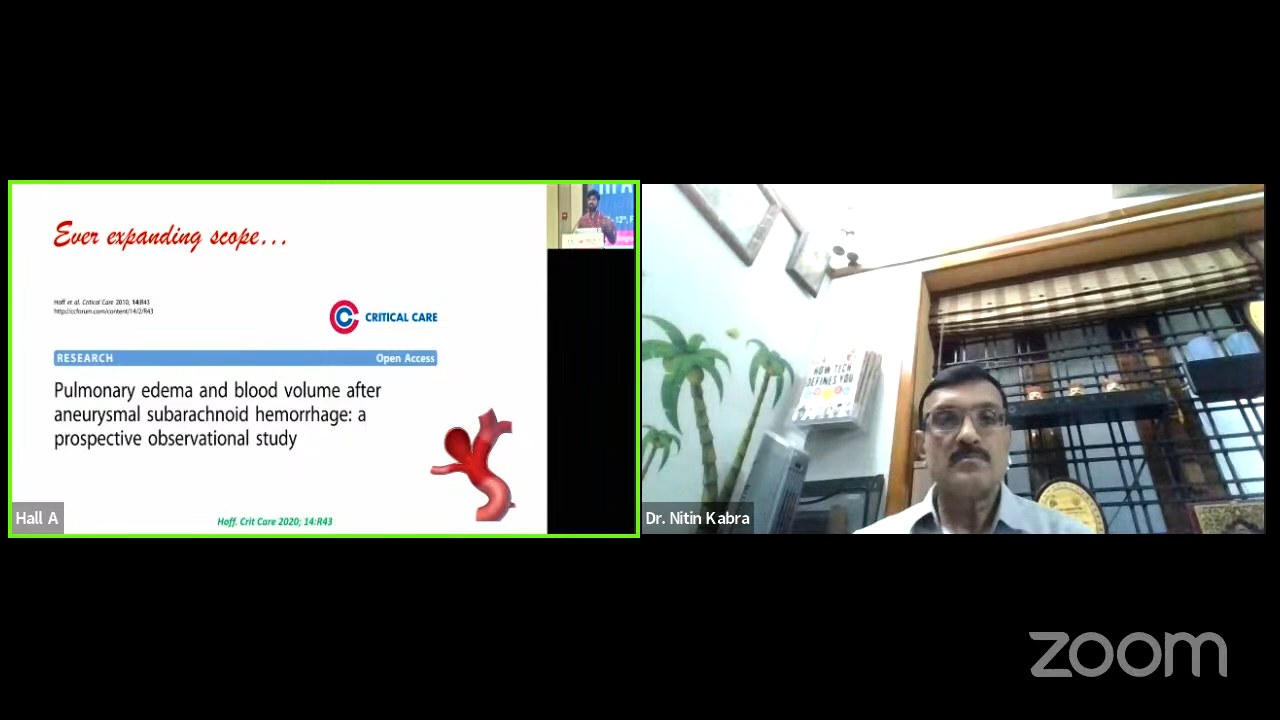 Ever expanding scope...
Hoff et al. Critical Care 2010, 14:R43
http://ccforum.com/content/14/2/R43
CRITICAL CARE
RESEARCH Open Access
Pulmonary edema and blood volume after
aneurysmal subarachnoid hemorrhage: a
prospective observational study
Hall A
Hoff. Crit Care 2020; 14:R43
HOW TECH
DEFINES YOU
Dr. Nitin Kabra
zoom